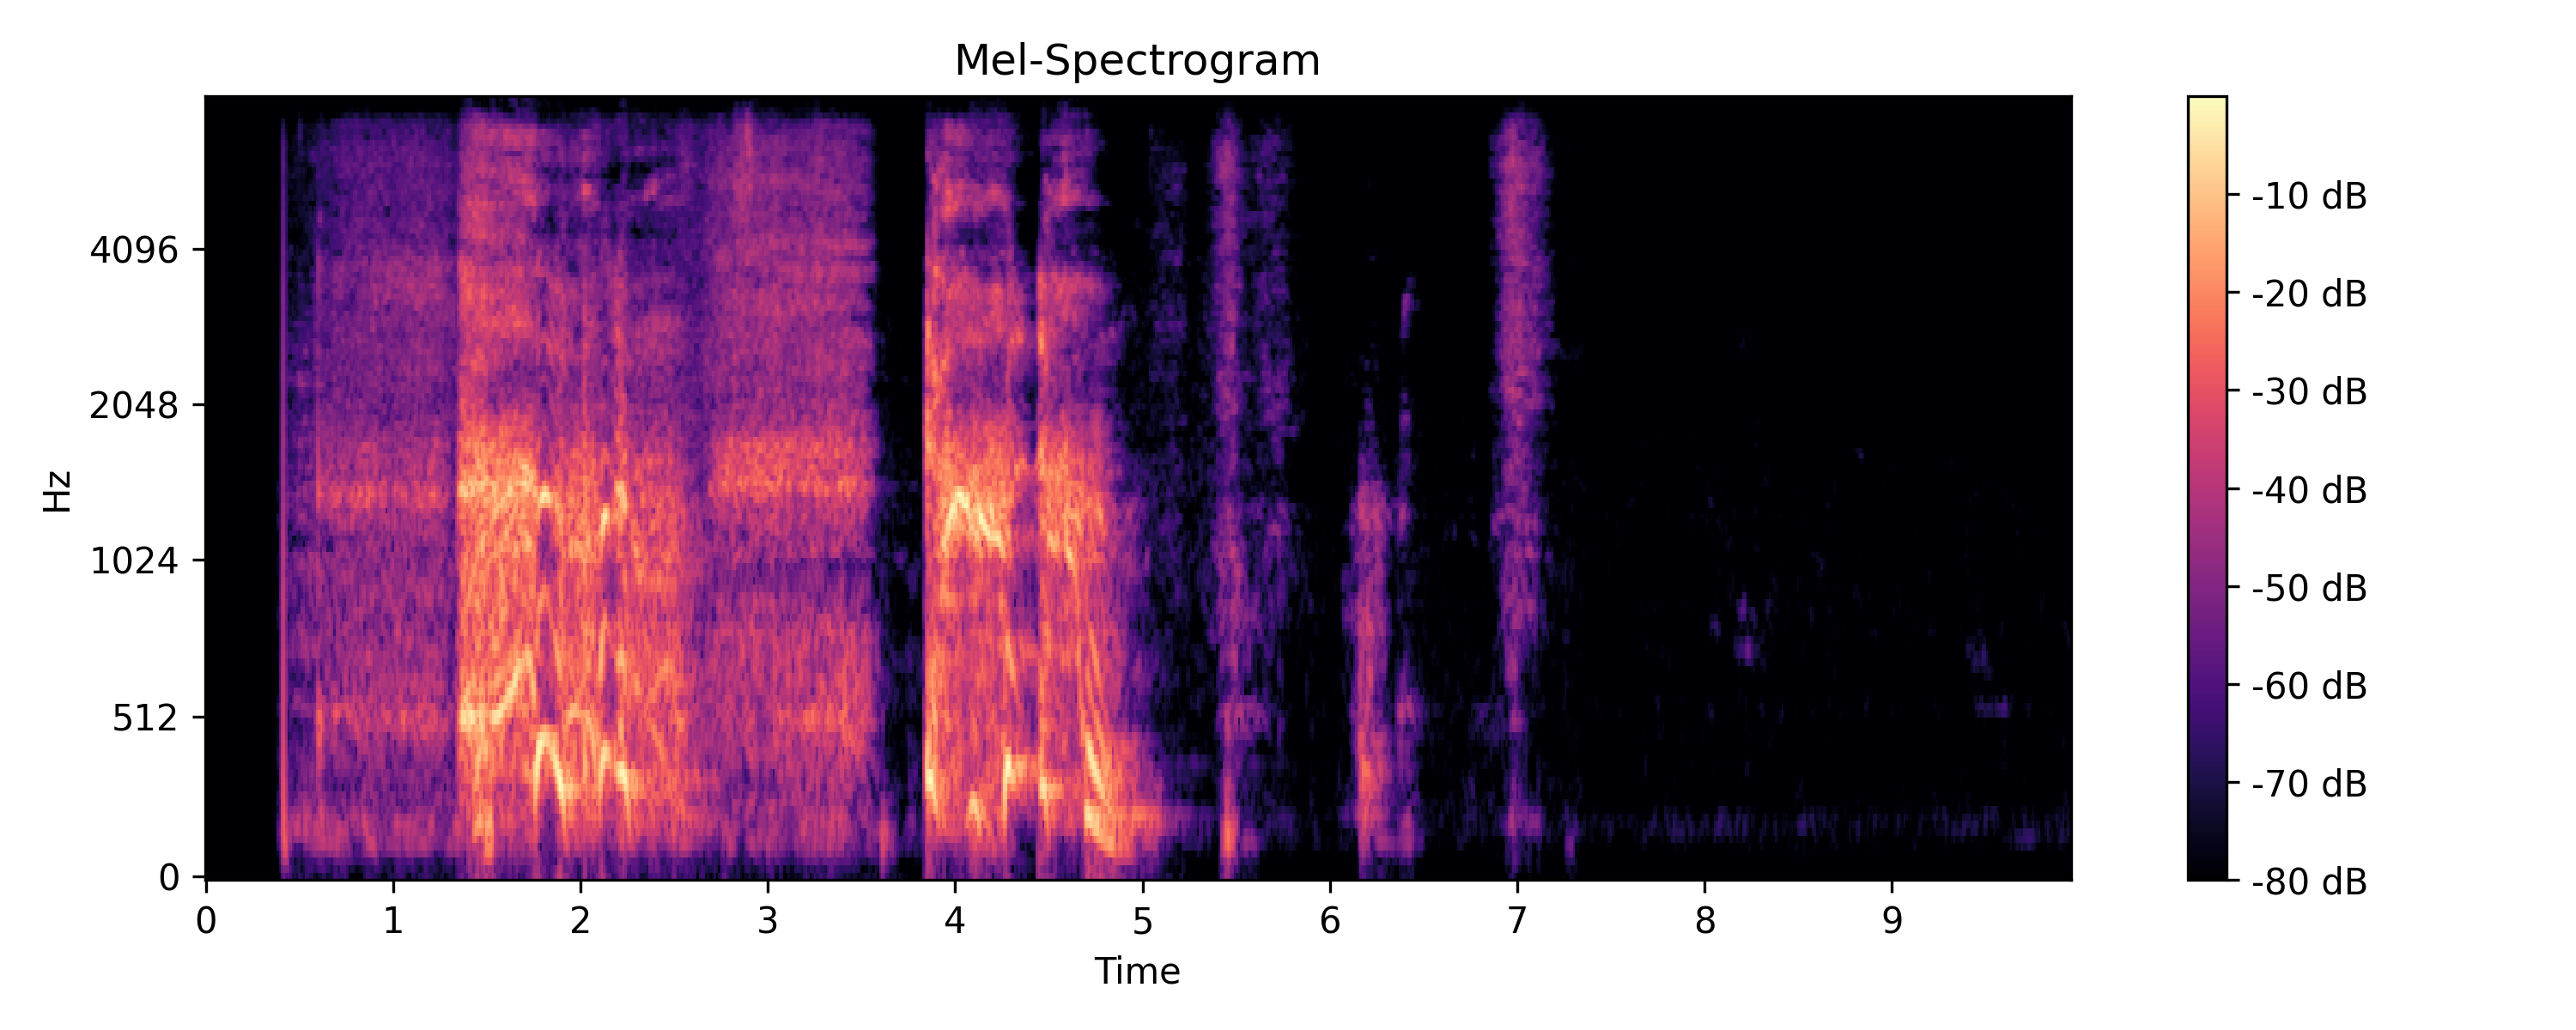 Mel-Spectrogram
Hz
4096
2048
1024
512
0
0 1 2 3 4 5 6 7 8 9
Time
-10 dB
-20 dB
-30 dB
-40 dB
-50 dB
-60 dB
-70 dB
-80 dB